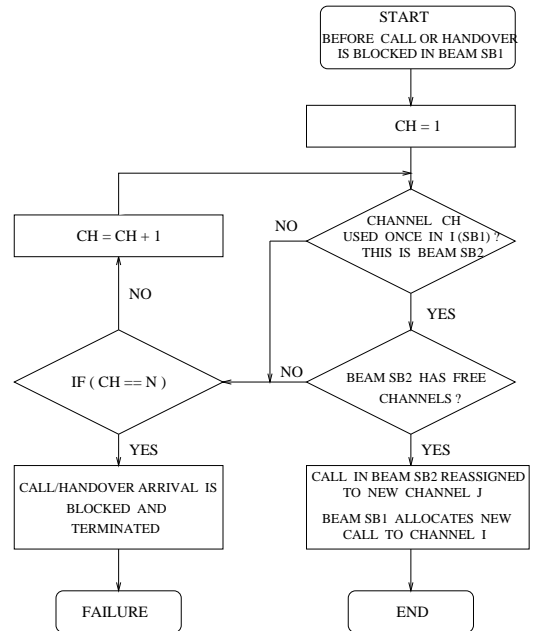 START
BEFORE CALL OR HANDOVER
IS BLOCKED IN BEAM SB1
CH = 1
CHANNEL CH
USED ONCE IN I (SB1) ?
THIS IS BEAM SB2
NO
CH = CH + 1
YES
NO
BEAM SB2 HAS FREE
CHANNELS ?
NO
IF ( CH == N )
YES
YES
CALL IN BEAM SB2 REASSIGNED
TO NEW CHANNEL J
BEAM SB1 ALLOCATES NEW
CALL TO CHANNEL I
CALL/HANDOVER ARRIVAL IS
BLOCKED AND
TERMINATED
FAILURE
END